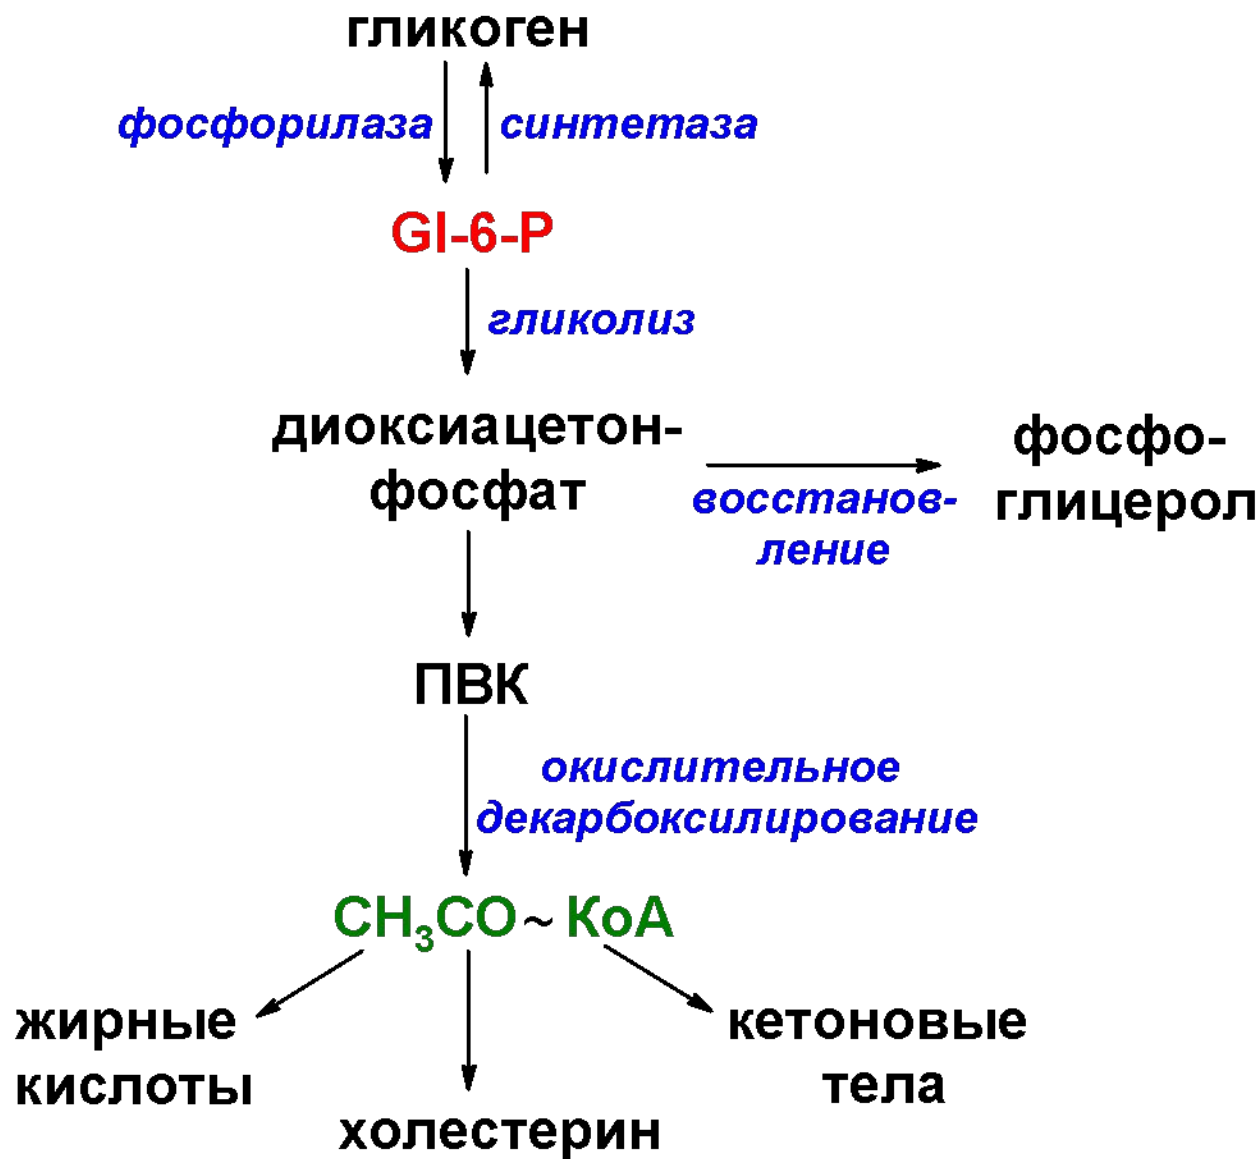 гликоген
фосфорилаза синтетаза
Gl-6-P
гликолиз
диоксиацетон-
фосфат
восстанов-
ление
фосфо-
глицерол
ПВК
окислительное
декарбоксилирование
CH₃CO ~ КоА
жирные
кислоты
холестерин
кетоновые
тела